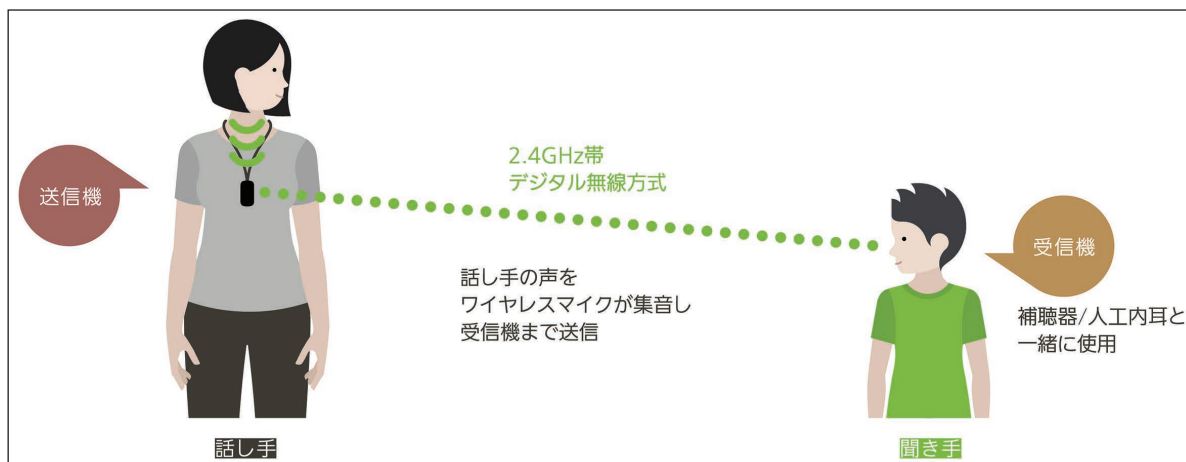 送信機
2.4GHz帯
デジタル無線方式
話し手の声を
ワイヤレスマイクが集音し
受信機まで送信
受信機
補聴器/人工内耳と
一緒に使用
話し手
聞き手